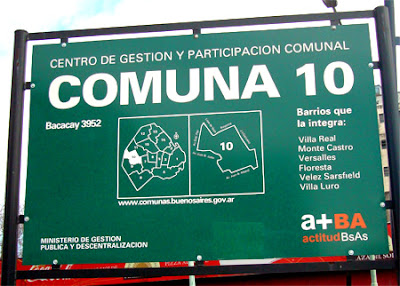 CENTRO DE GESTION Y PARTICIPACION COMUNAL
COMUNA 10
Bacacay 3952
Barrios que
la integra:
Villa Real
Monte Castro
Versalles
Floresta
Velez Sarsfield
Villa Luro
10
www.comunas.buenosaires.gov.ar
MINISTERIO DE GESTION
PUBLICA Y DESCENTRALIZACION
a+BA
actitudBsAs